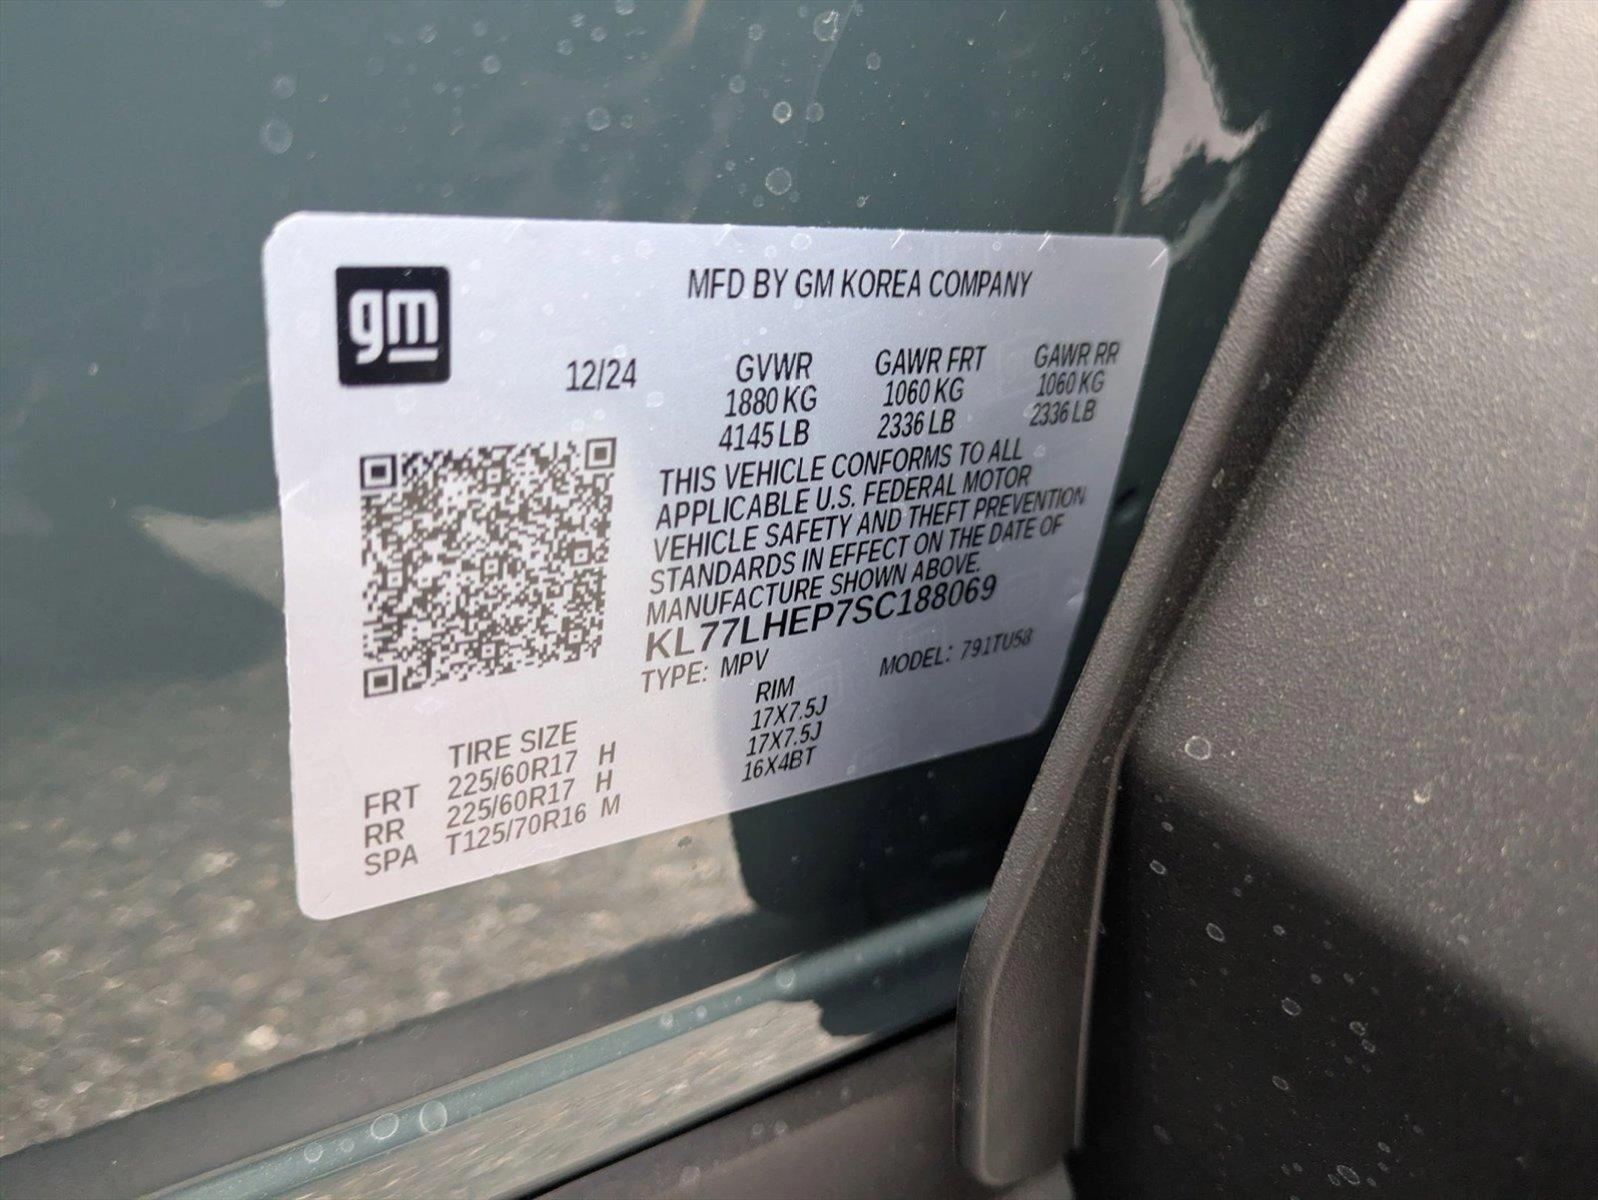 gm
MFD BY GM KOREA COMPANY
12/24
GVWR GAWR FRT GAWR RR
1880 KG 1060 KG 1060 KG
4145 LB 2336 LB 2336 LB
THIS VEHICLE CONFORMS TO ALL
APPLICABLE U.S. FEDERAL MOTOR
VEHICLE SAFETY AND THEFT PREVENTION
STANDARDS IN EFFECT ON THE DATE OF
MANUFACTURE SHOWN ABOVE.
KL77LHEP7SC188069
TYPE: MPV MODEL: 791TU58
TIRE SIZE RIM
FRT 225/60R17 H 17X7.5J
RR 225/60R17 H 17X7.5J
SPA T125/70R16 M 16X4BT